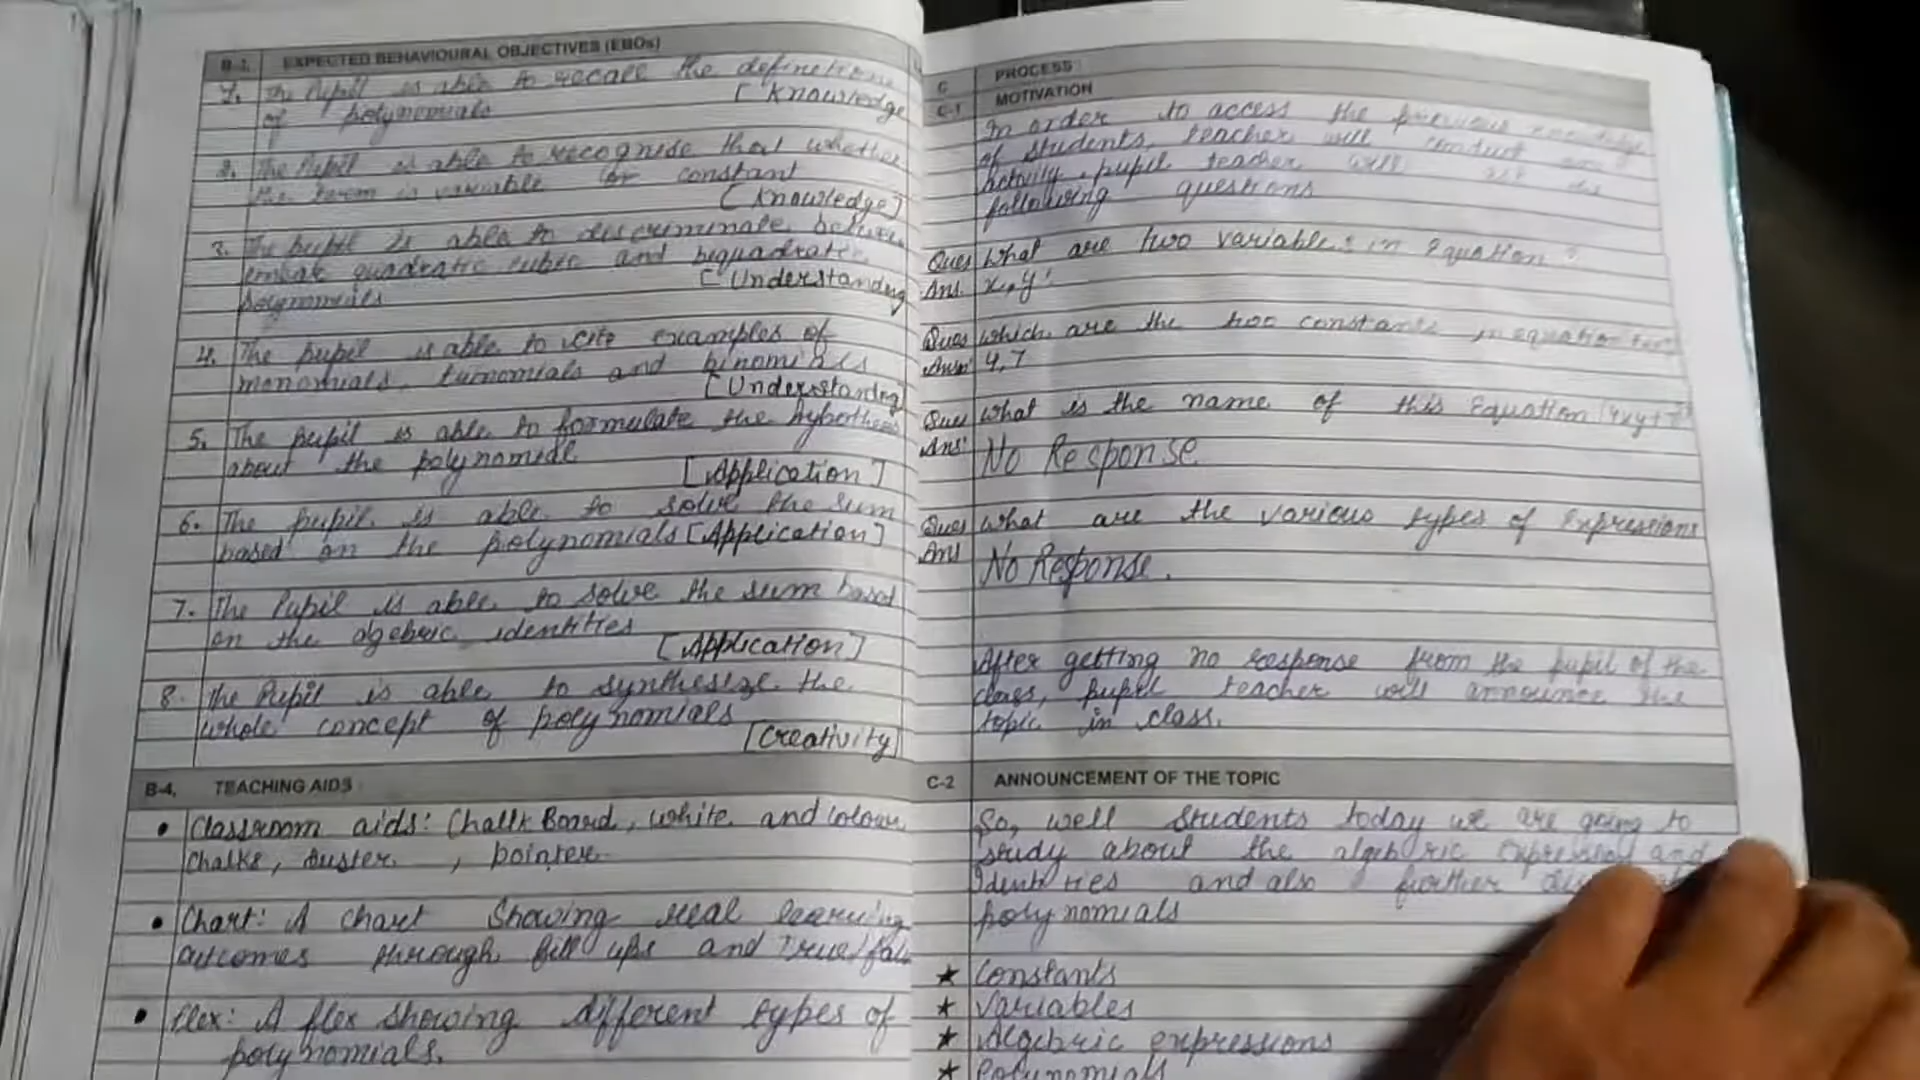 B-3. EXPECTED BEHAVIOURAL OBJECTIVES (EBOs)
1. The Pupil is able to recall the definetion
of polynomials [Knowledge
2. The Pupil is able to recognise that whether
the term is variable or constant
[Knowledge]
3. The pupil is able to discriminate betwee
quadratic cubic and biquadratic
polynomials [Understandng
4. The pupil is able to cite examples of
monomials, turnomials and binomials
[Understandng]
5. The pupil is able to formulate the hyberthesis
about the polynomial
[Application]
6. The pupil is able to solve the sum
based on the polynomials [Application]
7. The Pupil is able to solve the sum based
on the algebric identities
[Application]
8. The Pupil is able to synthesize the
whole concept of polynomials
[Creativity]
B-4. TEACHING AIDS
• Classroom aids: Chalk Board, white and colour
chalks, duster , pointer
• Chart: A chart showing real learning
outcomes through fill ups and True/fals
• flex: A flex showing different types of
polynomials.
C PROCESS
C-1 MOTIVATION
In order to access the previous knowledge
of students, teacher will conduct
activity, pupil teacher will ask
following questions
Ques What are two variables in Equation
Ans. x, y
Ques which are the two constants in equation
Ans 4, 7
Ques What is the name of this Equation
Ans No Response
Ques What are the various types of Expressions
Ans No Response.
After getting no response from the pupil of the
class, pupil teacher will announce the
topic in class.
C-2 ANNOUNCEMENT OF THE TOPIC
So, well students today we are going to
study about the algebric expression and
Identities and also further
polynomials
★ Constants
★ Variables
★ Algebric expressions
★ Polynomials